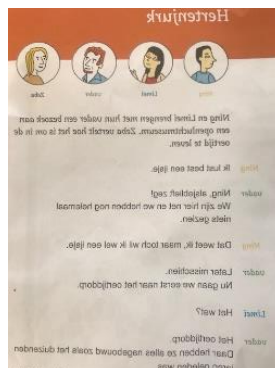 Hertenjurk
Zeba vader Limei Ning
Ning en Limei brengen met hun vader een bezoek aan
een openluchtmuseum. Zeba vertelt hoe het is om in de
oertijd te leven.
Ning Ik lust best een ijsje.
vader Ning, alsjeblieft zeg!
We zijn hier net en we hebben nog helemaal
niets gezien.
Ning Dat weet ik, maar toch wil ik wel een ijsje.
vader Later misschien.
Nu gaan we eerst naar het oertijddorp.
Limei Het wat?
vader Het oertijddorp.
Daar hebben ze alles nagebouwd zoals het duizenden
jaren geleden was.